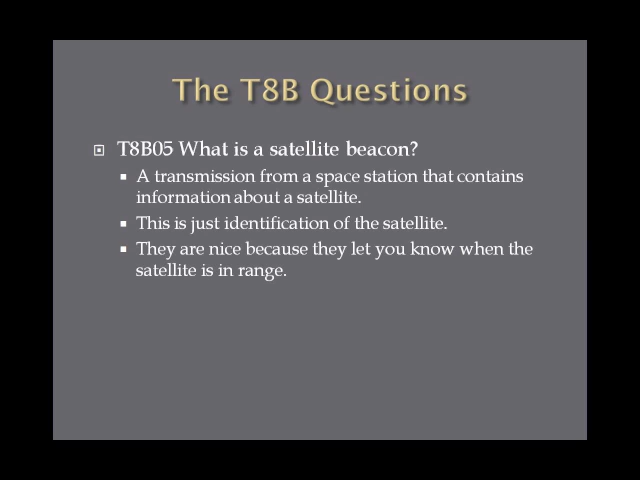 The T8B Questions
T8B05 What is a satellite beacon?
A transmission from a space station that contains
information about a satellite.
This is just identification of the satellite.
They are nice because they let you know when the
satellite is in range.